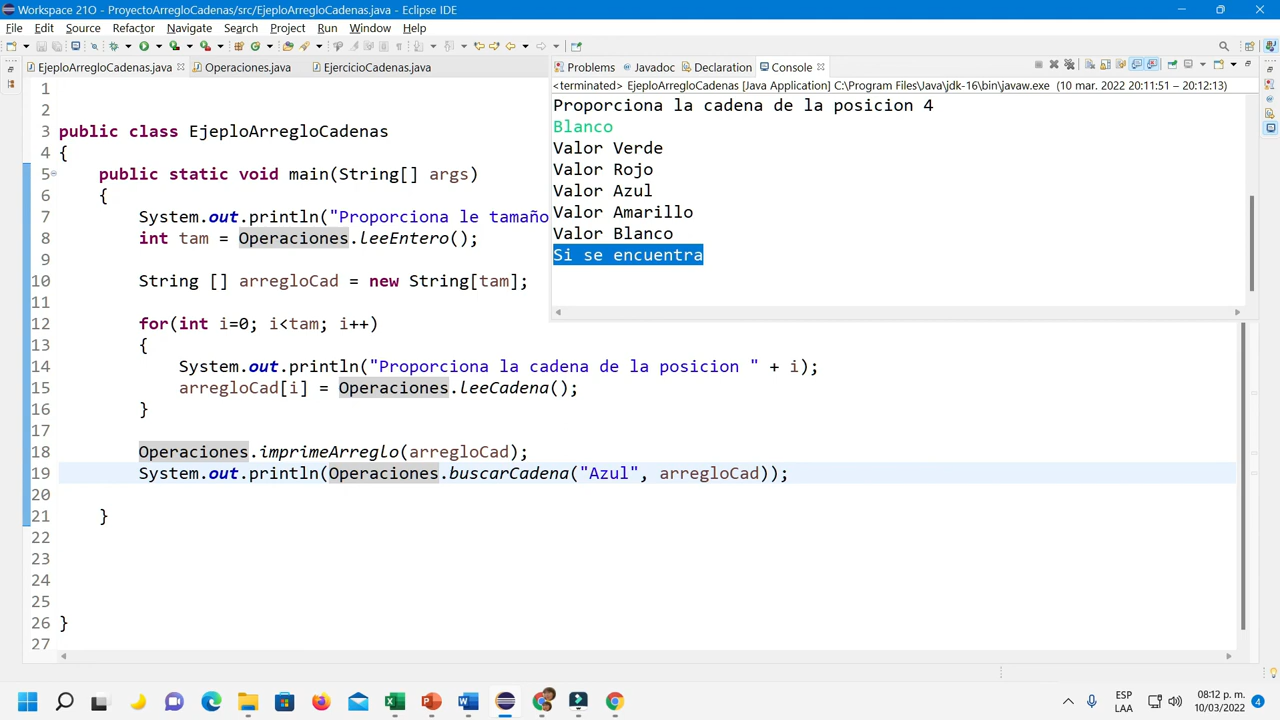 Workspace 21O - ProyectoArregloCadenas/src/EjeploArregloCadenas.java - Eclipse IDE
File Edit Source Refactor Navigate Search Project Run Window Help
EjeploArregloCadenas.java Operaciones.java EjercicioCadenas.java
Problems Javadoc Declaration Console
<terminated> EjeploArregloCadenas [Java Application] C:\Program Files\Java\jdk-16\bin\javaw.exe (10 mar. 2022 20:11:51 – 20:12:13)
Proporciona la cadena de la posicion 4
Blanco
Valor Verde
Valor Rojo
Valor Azul
Valor Amarillo
Valor Blanco
Si se encuentra
1
2
3 public class EjeploArregloCadenas
4 {
5 public static void main(String[] args)
6 {
7 System.out.println("Proporciona le tamaño
8 int tam = Operaciones.leeEntero();
9
10 String [] arregloCad = new String[tam];
11
12 for(int i=0; i<tam; i++)
13 {
14 System.out.println("Proporciona la cadena de la posicion " + i);
15 arregloCad[i] = Operaciones.leeCadena();
16 }
17
18 Operaciones.imprimeArreglo(arregloCad);
19 System.out.println(Operaciones.buscarCadena("Azul", arregloCad));
20
21 }
22
23
24
25
26 }
27
ESP
LAA
08:12 p. m.
10/03/2022
4